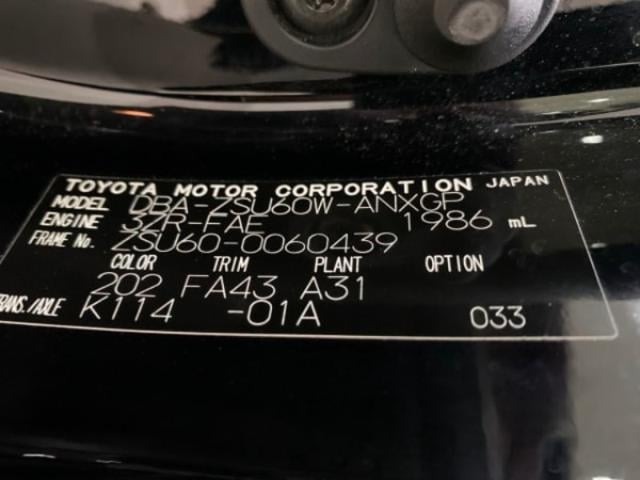 TOYOTA MOTOR CORPORATION JAPAN
MODEL DBA-ZSU60W-ANXGP
ENGINE 3ZR-FAE 1986 mL
FRAME No. ZSU60-0060439
COLOR TRIM PLANT OPTION
202 FA43 A31
TRANS./AXLE K114 -01A 033